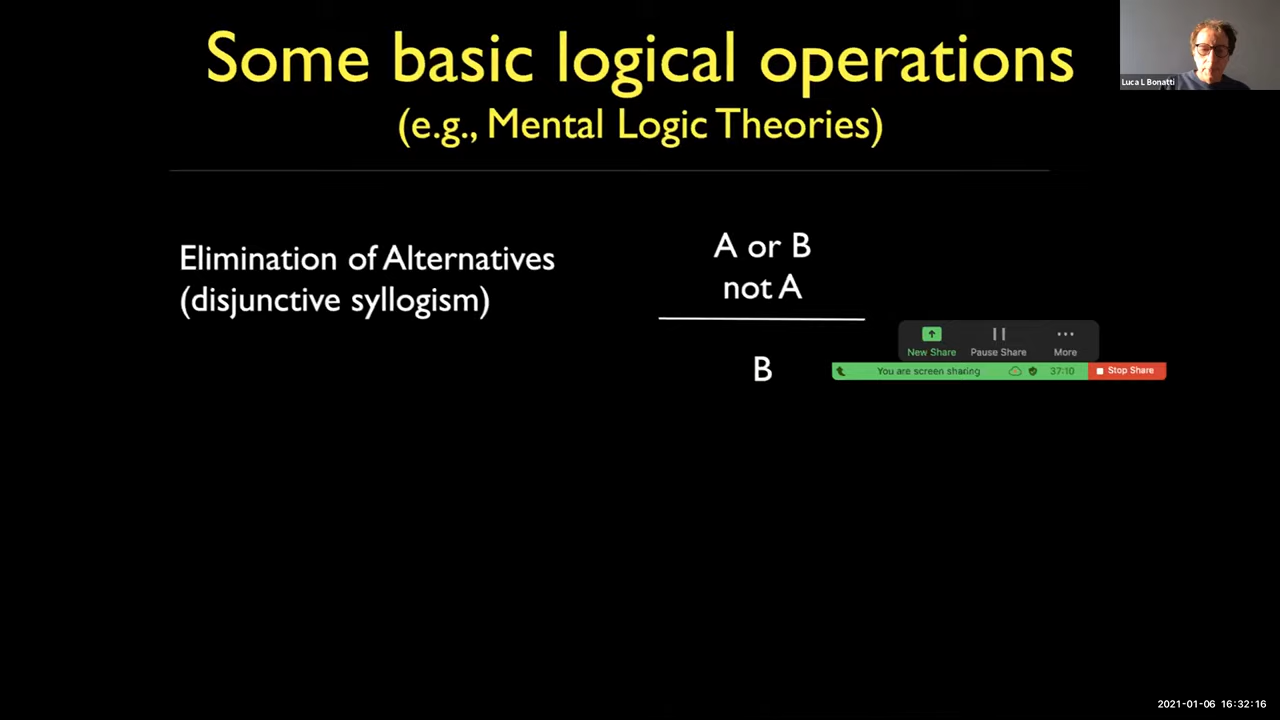 Some basic logical operations
(e.g., Mental Logic Theories)
Luca L Bonatti
Elimination of Alternatives
(disjunctive syllogism)
A or B
not A
B
New Share
Pause Share
More
You are screen sharing
37:10
Stop Share
2021-01-06 16:32:16